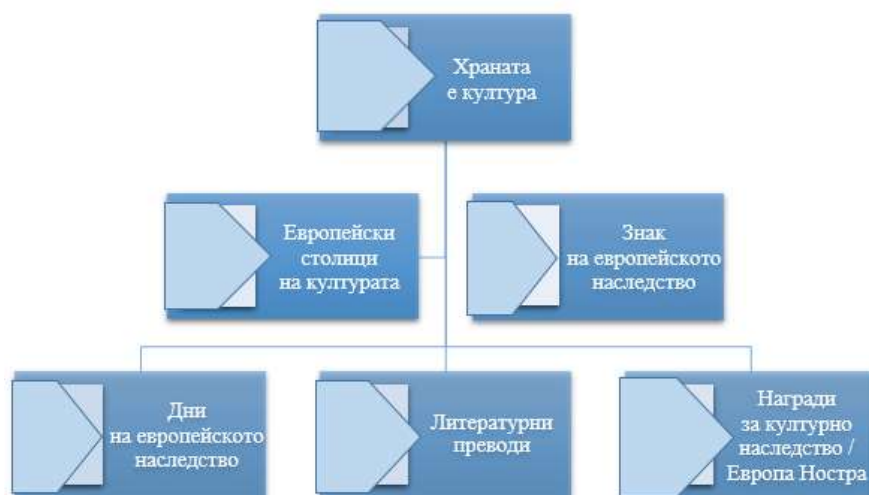 Храната
е култура
Европейски
столици
на културата
Знак
на европейското
наследство
Дни
на европейското
наследство
Литературни
преводи
Награди
за културно
наследство /
Европа Ностра